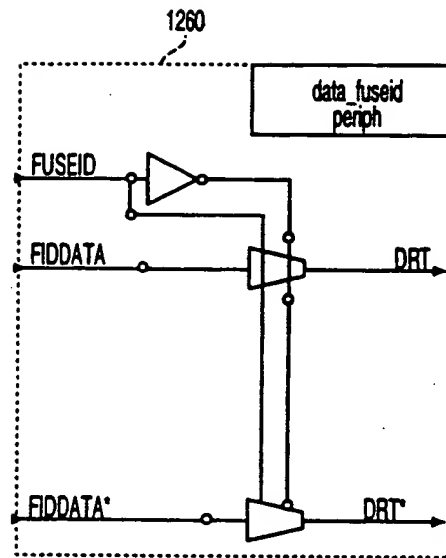 1260
data_fuseid
periph
FUSEID
FIDDATA
DRT
FIDDATA*
DRT*